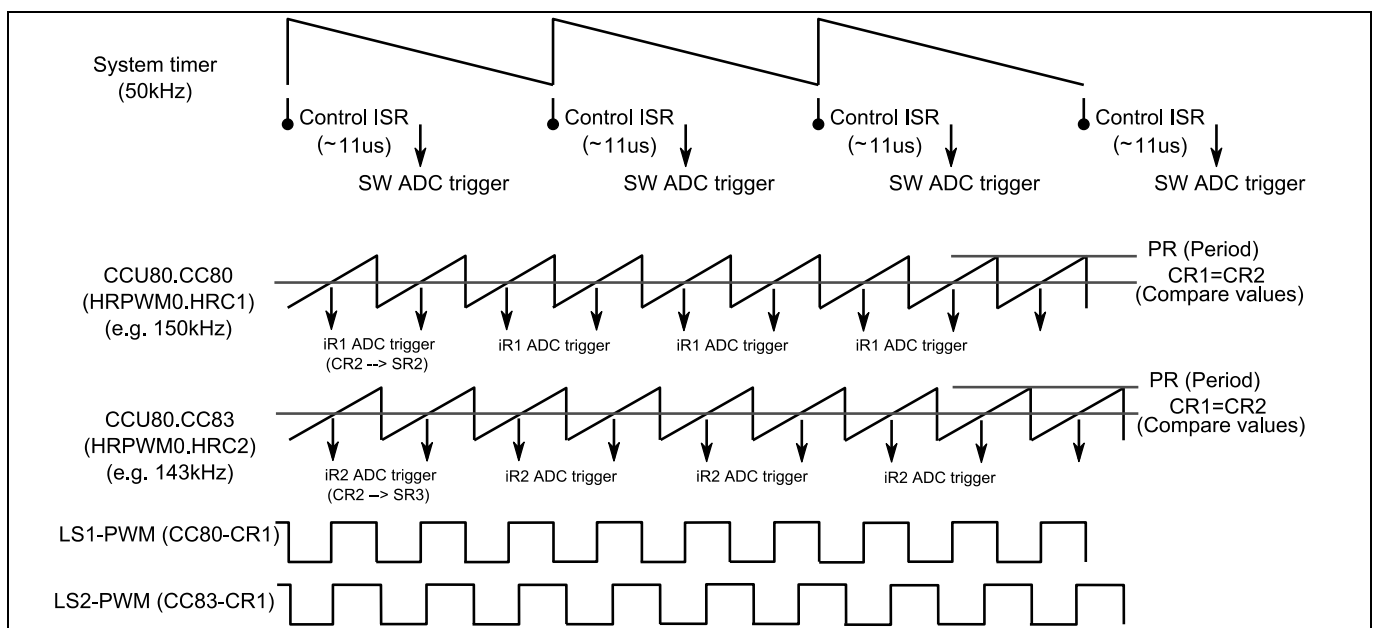 System timer
(50kHz)
Control ISR
(~11us)
SW ADC trigger
Control ISR
(~11us)
SW ADC trigger
Control ISR
(~11us)
SW ADC trigger
Control ISR
(~11us)
SW ADC trigger
CCU80.CC80
(HRPWM0.HRC1)
(e.g. 150kHz)
PR (Period)
CR1=CR2
(Compare values)
iR1 ADC trigger
(CR2 --> SR2)
iR1 ADC trigger
iR1 ADC trigger
iR1 ADC trigger
CCU80.CC83
(HRPWM0.HRC2)
(e.g. 143kHz)
PR (Period)
CR1=CR2
(Compare values)
iR2 ADC trigger
(CR2 --> SR3)
iR2 ADC trigger
iR2 ADC trigger
iR2 ADC trigger
LS1-PWM (CC80-CR1)
LS2-PWM (CC83-CR1)